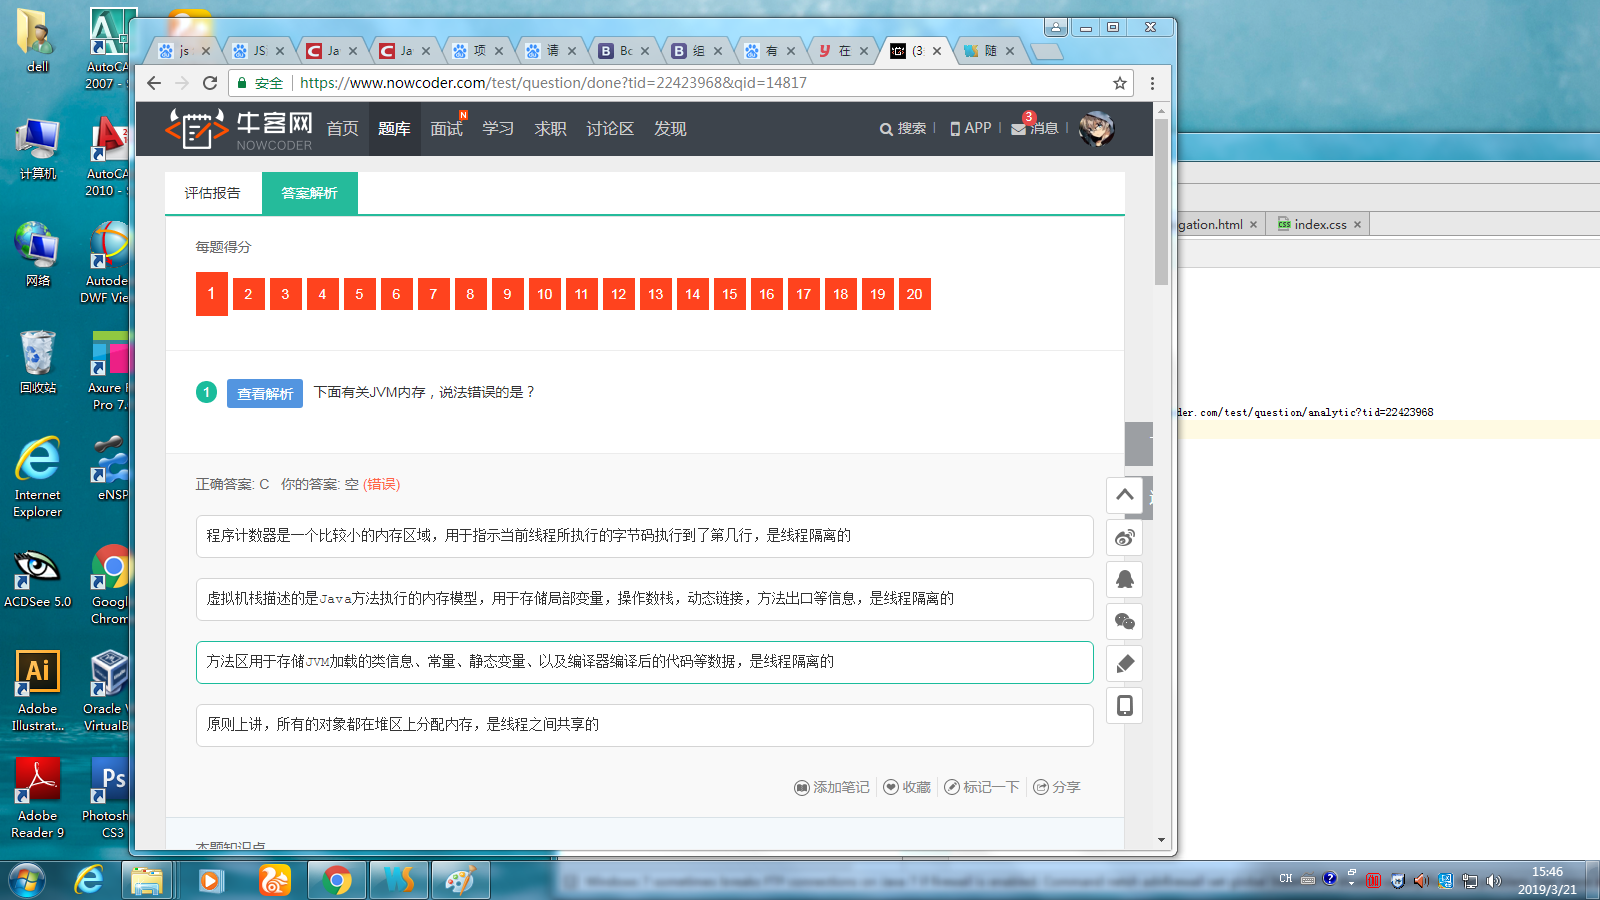 dell
AutoCA
2007 -
计算机
AutoCA
2010 -
网络
Autode
DWF Vie
回收站
Axure
Pro 7.
Internet
Explorer
eNSP
ACDSee 5.0
Googl
Chrom
Adobe
Illustrat...
Oracle
VirtualB
Adobe
Reader 9
Photosh
CS3
js
JS
Ja
Ja
项
请
Bo
组
有
在
(3
随
安全
https://www.nowcoder.com/test/question/done?tid=22423968&qid=14817
牛客网
NOWCODER
首页 题库 面试 N 学习 求职 讨论区 发现
搜索 APP 消息 3
评估报告 答案解析
每题得分
1 2 3 4 5 6 7 8 9 10 11 12 13 14 15 16 17 18 19 20
1 查看解析 下面有关JVM内存，说法错误的是？
正确答案: C 你的答案: 空 (错误)
程序计数器是一个比较小的内存区域，用于指示当前线程所执行的字节码执行到了第几行，是线程隔离的
虚拟机栈描述的是Java方法执行的内存模型，用于存储局部变量，操作数栈，动态链接，方法出口等信息，是线程隔离的
方法区用于存储JVM加载的类信息、常量、静态变量、以及编译器编译后的代码等数据，是线程隔离的
原则上讲，所有的对象都在堆区上分配内存，是线程之间共享的
添加笔记 收藏 标记一下 分享
本题知识点
gation.html
index.css
der.com/test/question/analytic?tid=22423968
Ai
Ps
CH
15:46
2019/3/21